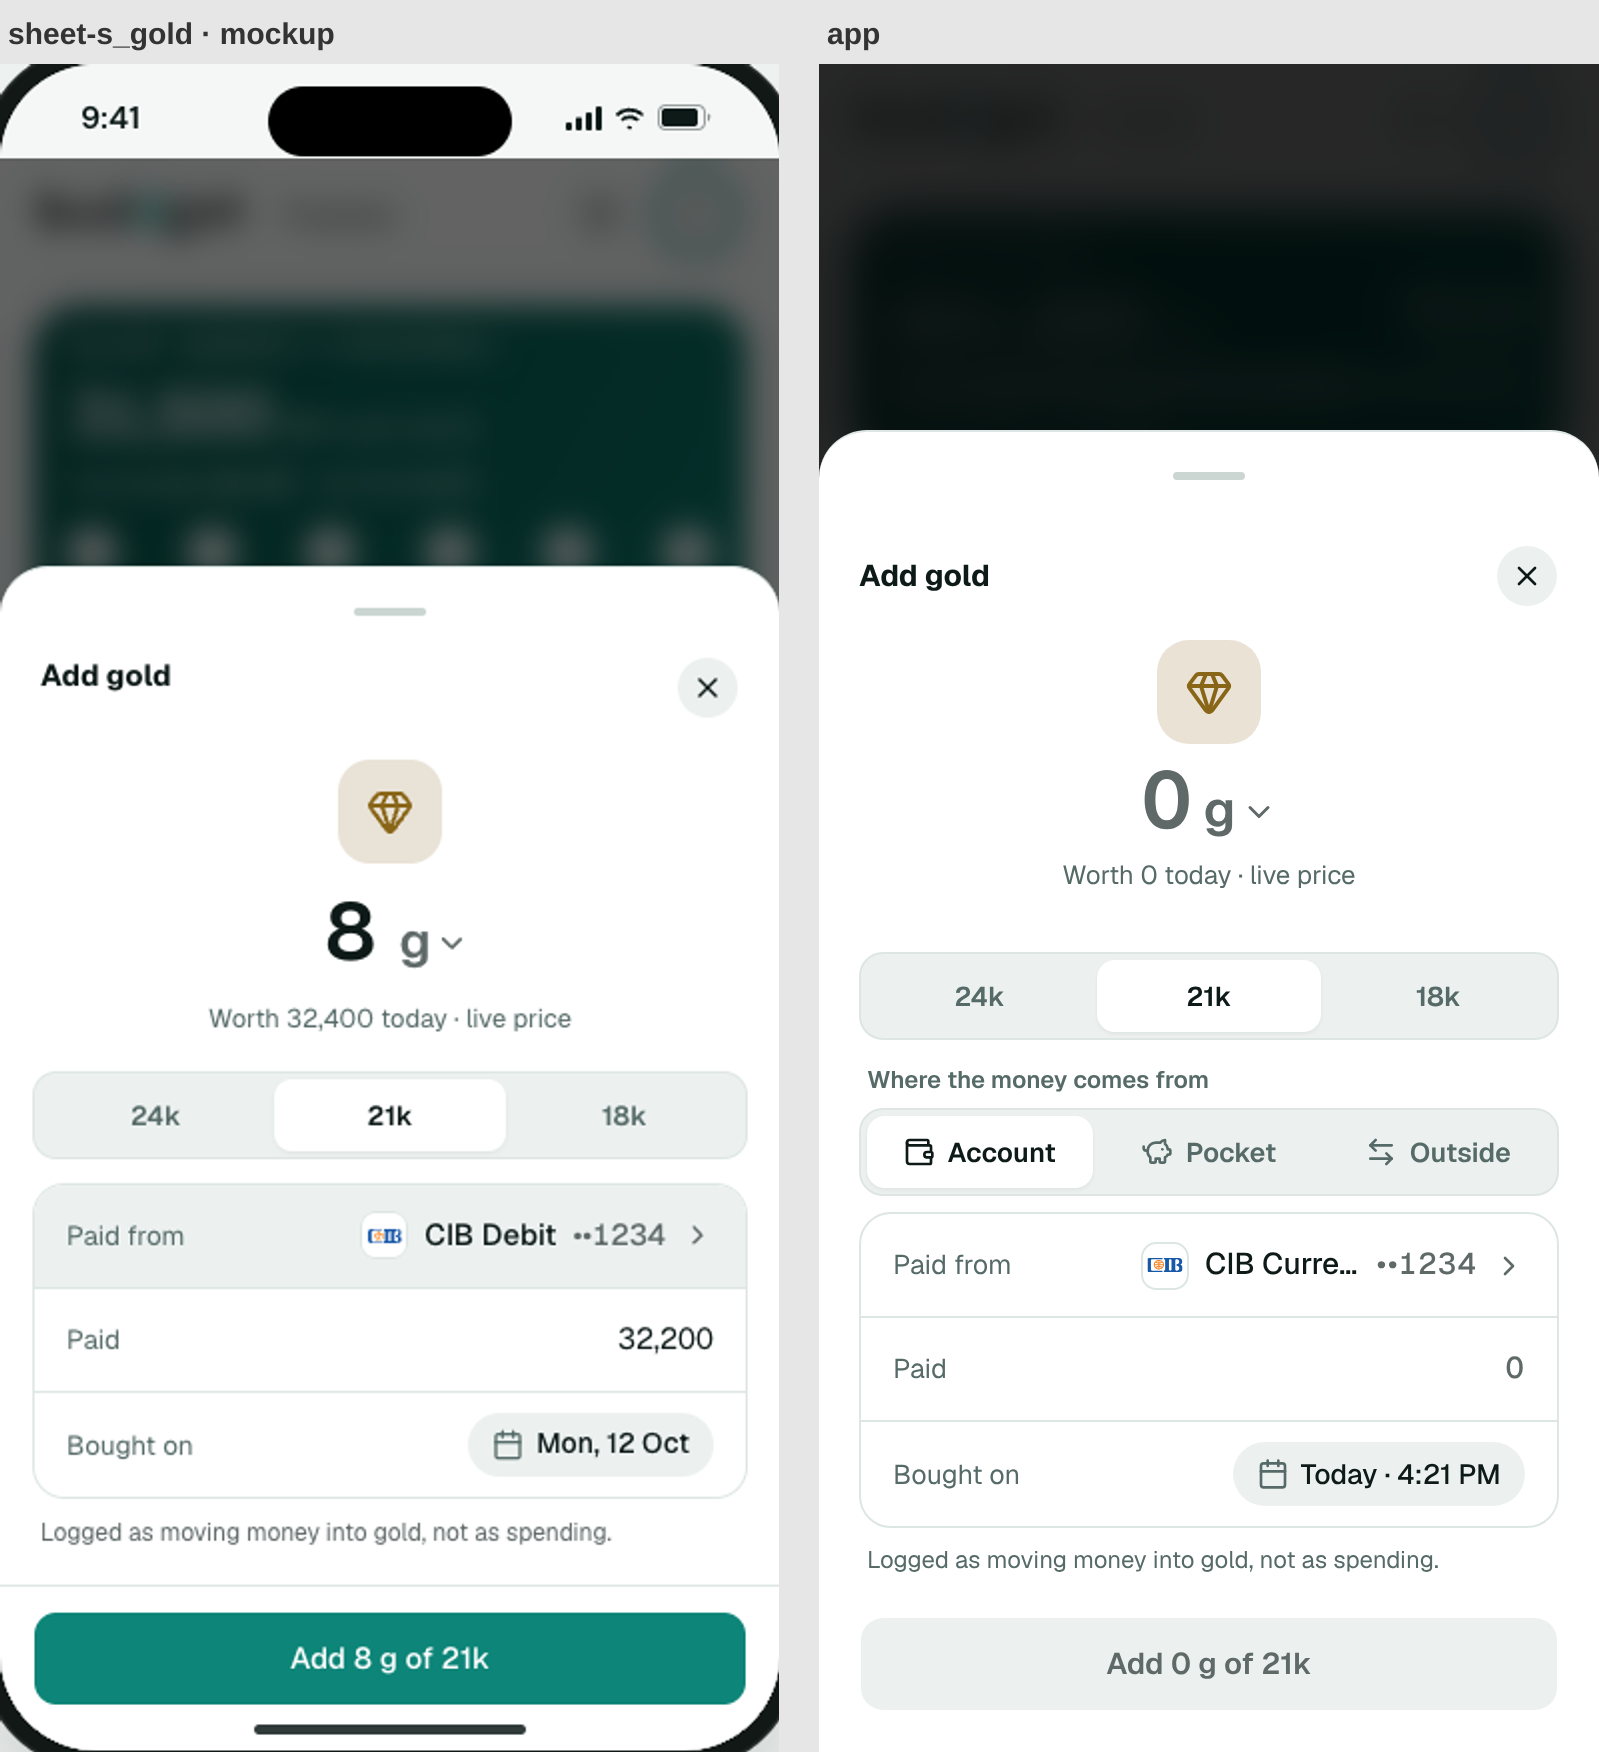 sheet-s_gold · mockup
9:41
Add gold
8 g
Worth 32,400 today · live price
24k 21k 18k
Paid from CIB CIB Debit ••1234
Paid 32,200
Bought on Mon, 12 Oct
Logged as moving money into gold, not as spending.
Add 8 g of 21k
app
Add gold
0 g
Worth 0 today · live price
24k 21k 18k
Where the money comes from
Account Pocket Outside
Paid from CIB CIB Curre... ••1234
Paid 0
Bought on Today · 4:21 PM
Logged as moving money into gold, not as spending.
Add 0 g of 21k